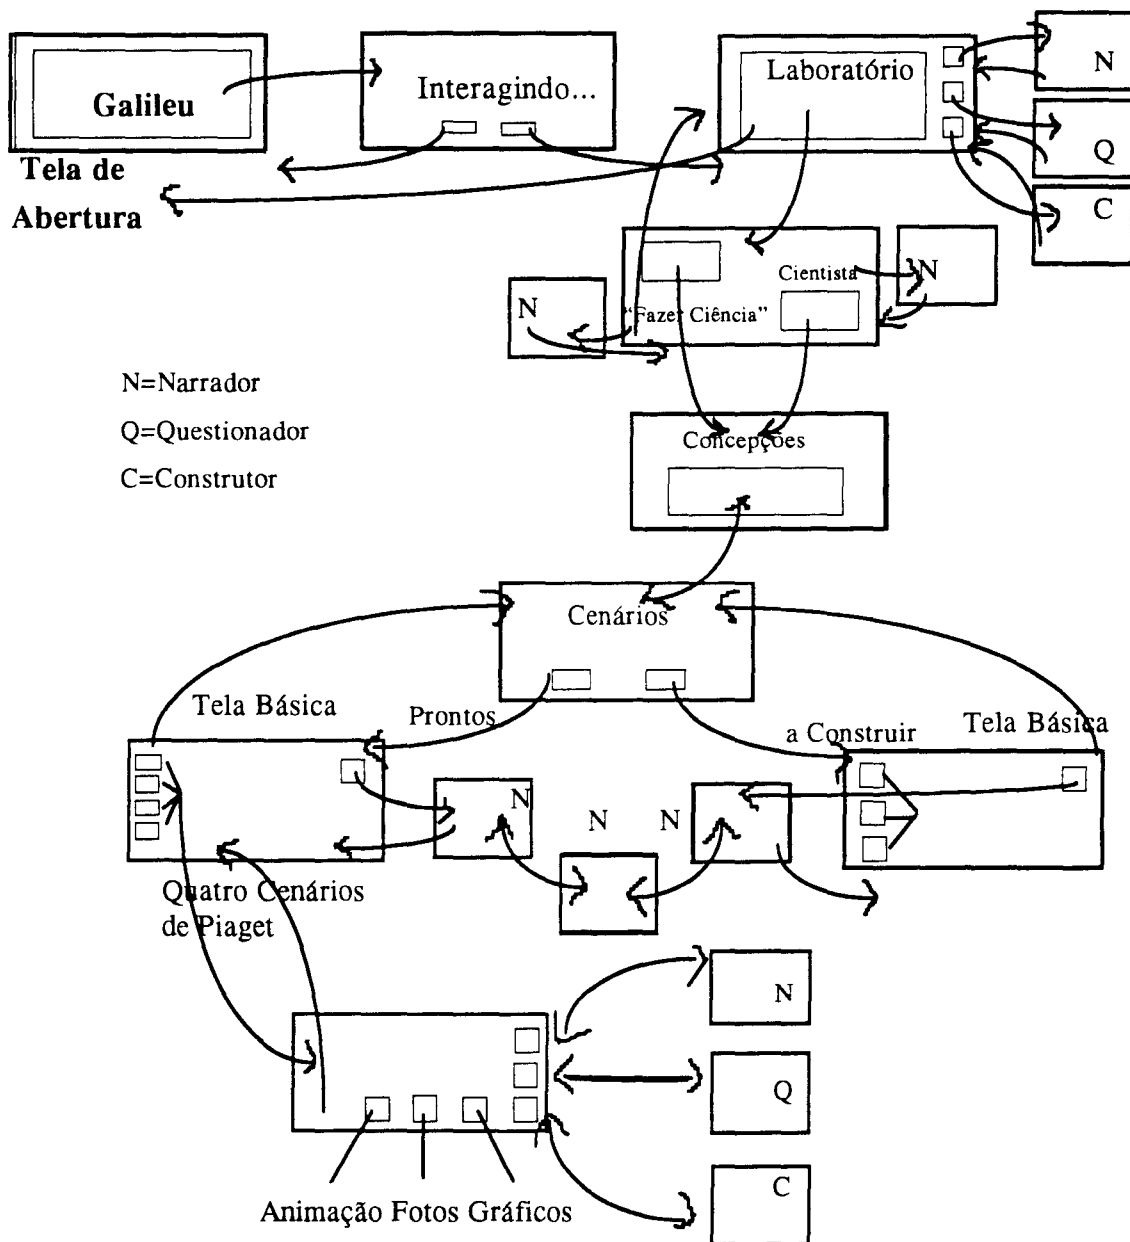 Galileu
Tela de
Abertura
Interagindo...
Laboratório
N
Q
C
Cientista
N
N
"Fazer Ciência"
N=Narrador
Q=Questionador
C=Construtor
Concepções
Cenários
Tela Básica
Prontos
a Construir
Tela Básica
N
N
N
Quatro Cenários
de Piaget
N
Q
C
Animação Fotos Gráficos